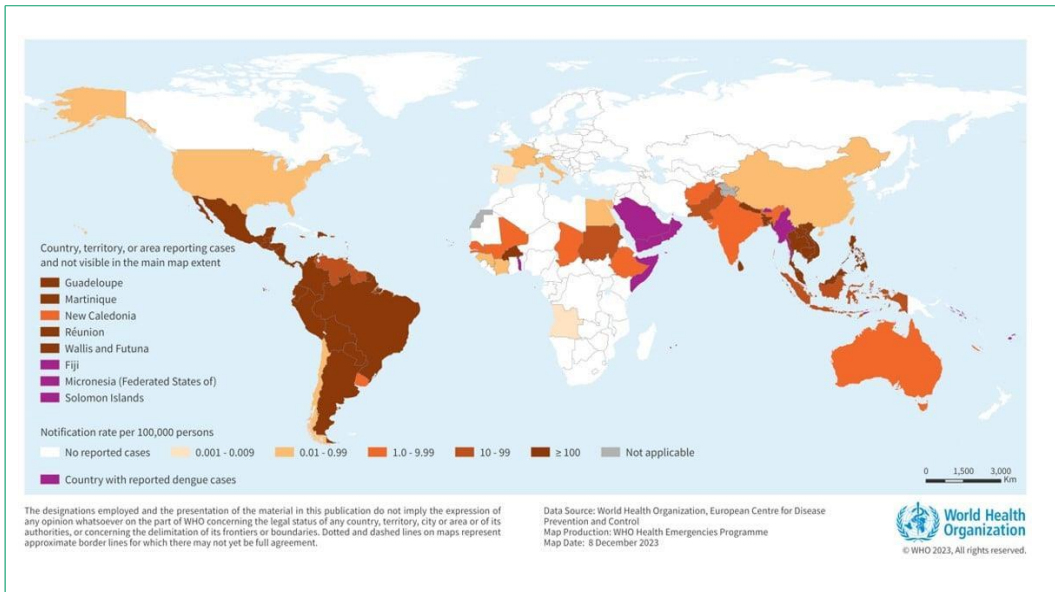 Country, territory, or area reporting cases
and not visible in the main map extent
Guadeloupe
Martinique
New Caledonia
Réunion
Wallis and Futuna
Fiji
Micronesia (Federated States of)
Solomon Islands
Notification rate per 100,000 persons
No reported cases 0.001 - 0.009 0.01 - 0.99 1.0 - 9.99 10 - 99 ≥ 100 Not applicable
Country with reported dengue cases
0 1,500 3,000
Km
The designations employed and the presentation of the material in this publication do not imply the expression of
any opinion whatsoever on the part of WHO concerning the legal status of any country, territory, city or area or of its
authorities, or concerning the delimitation of its frontiers or boundaries. Dotted and dashed lines on maps represent
approximate border lines for which there may not yet be full agreement.
Data Source: World Health Organization, European Centre for Disease
Prevention and Control
Map Production: WHO Health Emergencies Programme
Map Date: 8 December 2023
World Health
Organization
© WHO 2023, All rights reserved.